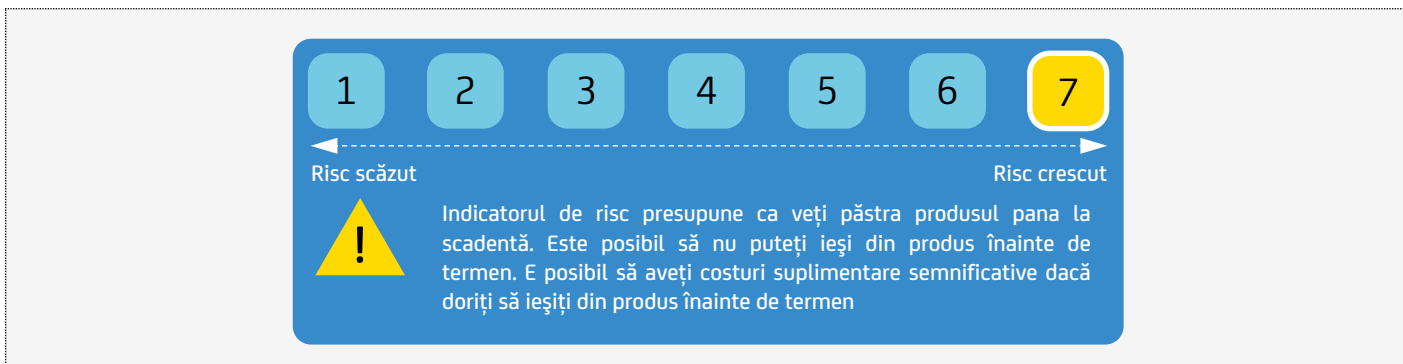 1 2 3 4 5 6 7
Risc scăzut Risc crescut
!
Indicatorul de risc presupune ca veți păstra produsul pana la
scadentă. Este posibil să nu puteți ieşi din produs înainte de
termen. E posibil să aveți costuri suplimentare semnificative dacă
doriți să ieşiți din produs înainte de termen